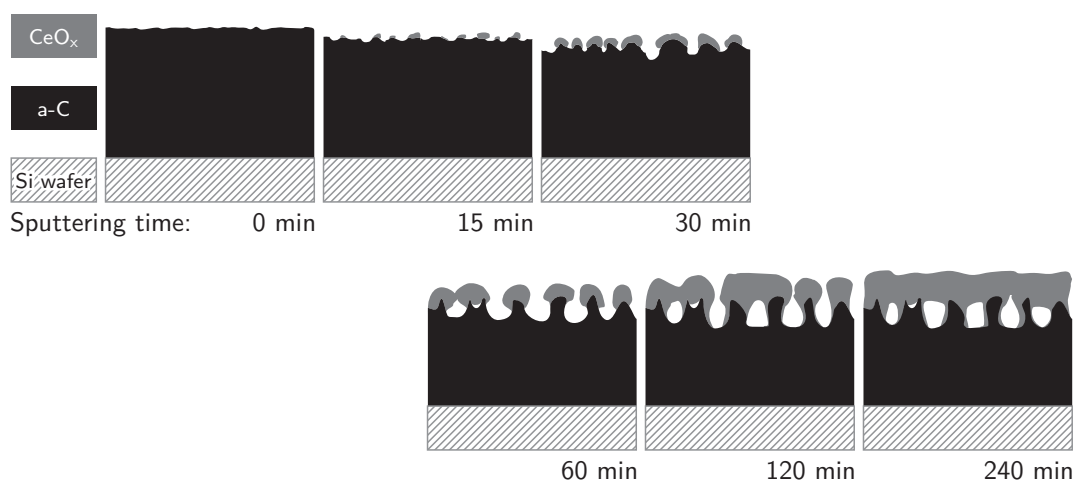 CeOₓ
a-C
Si wafer
Sputtering time: 0 min 15 min 30 min
60 min 120 min 240 min